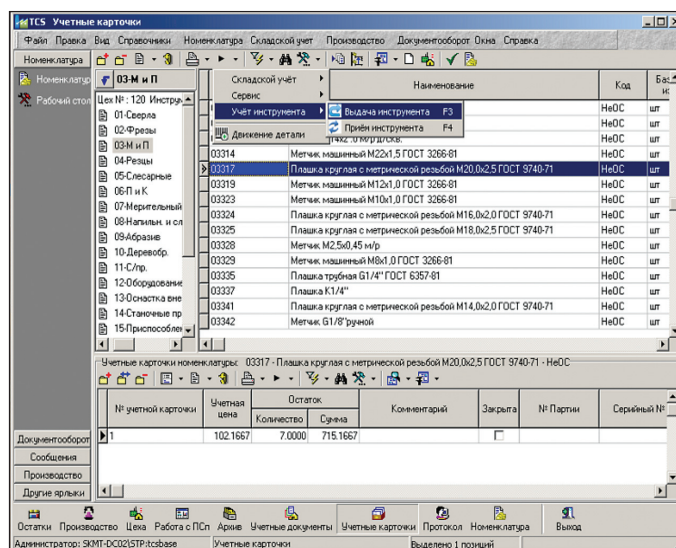 TCS Учетные карточки
Файл Правка Вид Справочники Номенклатура Складской учет Производство Документооборот Окна Справка
Номенклатура
Номенклатур
Рабочий стол
03-М и П
Цех №: 120 Инструм
01-Сверла
02-Фрезы
03-М и П
04-Резцы
05-Слесарные
06-П и К
07-Мерительный
08-Напильн. и сл
09-Абразив
10-Деревобр.
11-С/пр.
12-Оборудование
13-Оснастка вне
14-Станочные пр
15-Приспособлен
Складской учёт
Сервис
Учёт инструмента
Движение детали
Выдача инструмента F3
Приём инструмента F4
Наименование Код Баз
НеОС шт
НеОС шт
НеОС шт
03314 Метчик машинный М22х1,5 ГОСТ 3266-81 НеОС шт
03317 Плашка круглая с метрической резьбой М20,0х2,5 ГОСТ 9740-71 НеОС шт
03319 Метчик машинный М12х1,0 ГОСТ 3266-81 НеОС шт
03323 Метчик машинный М10х1,0 ГОСТ 3266-81 НеОС шт
03324 Плашка круглая с метрической резьбой М16,0х2,0 ГОСТ 9740-71 НеОС шт
03325 Плашка круглая с метрической резьбой М18,0х2,5 ГОСТ 9740-71 НеОС шт
03328 Метчик М2,5х0,45 м/р НеОС шт
03329 Метчик машинный М8х1,0 ГОСТ 3266-81 НеОС шт
03335 Плашка трубная G1/4" ГОСТ 6357-81 НеОС шт
03337 Плашка К1/4" НеОС шт
03341 Плашка круглая с метрической резьбой М14,0х2,0 ГОСТ 9740-71 НеОС шт
03342 Метчик G1/8"ручной НеОС шт
Учетные карточки номенклатуры: 03317 - Плашка круглая с метрической резьбой М20,0х2,5 ГОСТ 9740-71 - НеОС
№ учетной карточки Учетная цена Остаток Комментарий Закрыта № Партии Серийный №
Количество Сумма
1 102.1667 7.0000 715.1667
Документооборот
Сообщения
Производство
Другие ярлыки
Остатки Производство Цеха Работа с ПСп Архив Учетные документы Учетные карточки Протокол Номенклатура Выход
Администратор: SKMT-DC02\STP:tcsbase Учетные карточки Выделено 1 позиций